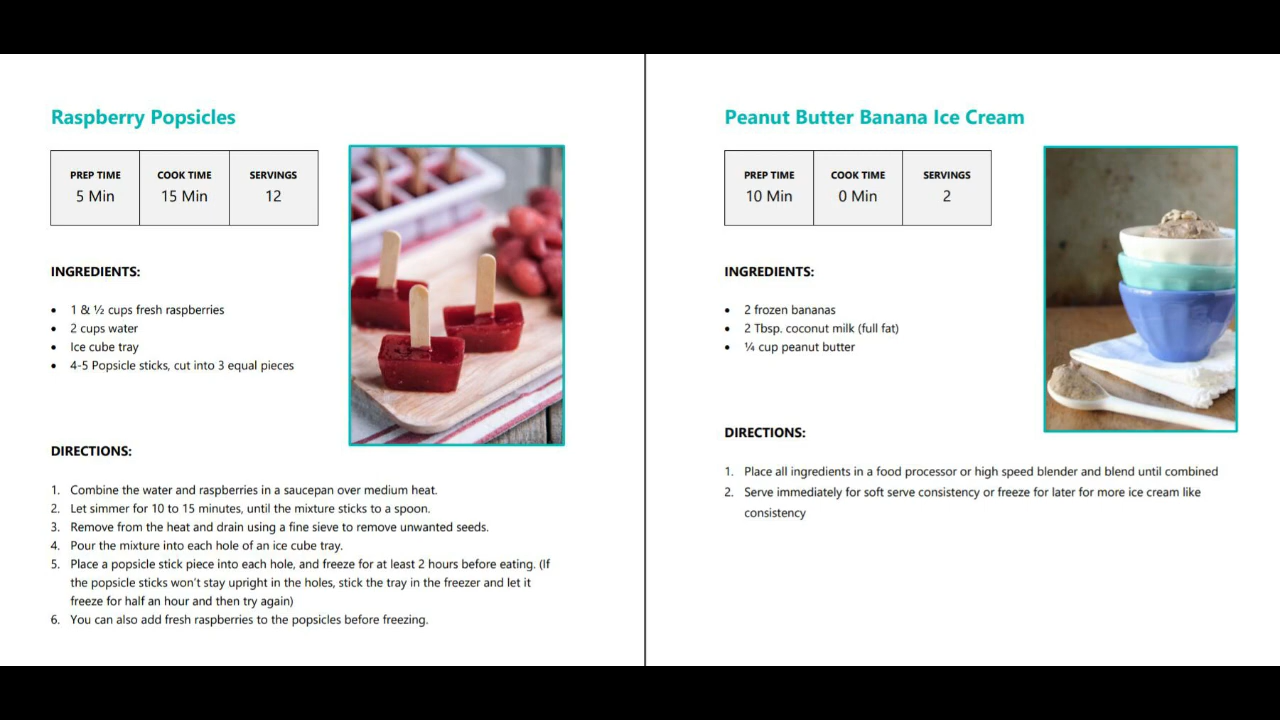 Raspberry Popsicles
PREP TIME
5 Min
COOK TIME
15 Min
SERVINGS
12
INGREDIENTS:
• 1 & ½ cups fresh raspberries
• 2 cups water
• Ice cube tray
• 4-5 Popsicle sticks, cut into 3 equal pieces
DIRECTIONS:
1. Combine the water and raspberries in a saucepan over medium heat.
2. Let simmer for 10 to 15 minutes, until the mixture sticks to a spoon.
3. Remove from the heat and drain using a fine sieve to remove unwanted seeds.
4. Pour the mixture into each hole of an ice cube tray.
5. Place a popsicle stick piece into each hole, and freeze for at least 2 hours before eating. (If
the popsicle sticks won't stay upright in the holes, stick the tray in the freezer and let it
freeze for half an hour and then try again)
6. You can also add fresh raspberries to the popsicles before freezing.
Peanut Butter Banana Ice Cream
PREP TIME
10 Min
COOK TIME
0 Min
SERVINGS
2
INGREDIENTS:
• 2 frozen bananas
• 2 Tbsp. coconut milk (full fat)
• ¼ cup peanut butter
DIRECTIONS:
1. Place all ingredients in a food processor or high speed blender and blend until combined
2. Serve immediately for soft serve consistency or freeze for later for more ice cream like
consistency